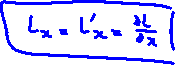 L_x = L'_x = ∂L/∂x